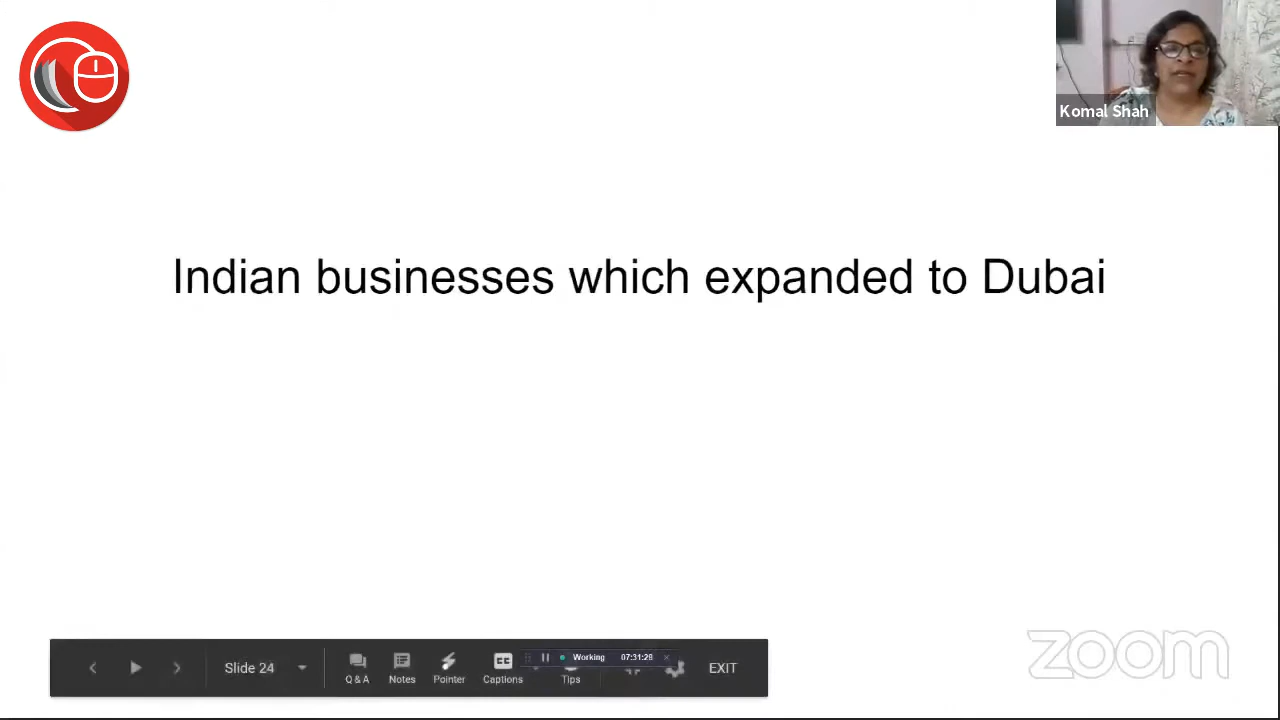 Komal Shah
Indian businesses which expanded to Dubai
Slide 24
Q & A
Notes
Pointer
Captions
Working
07:31:28
Tips
EXIT
zoom